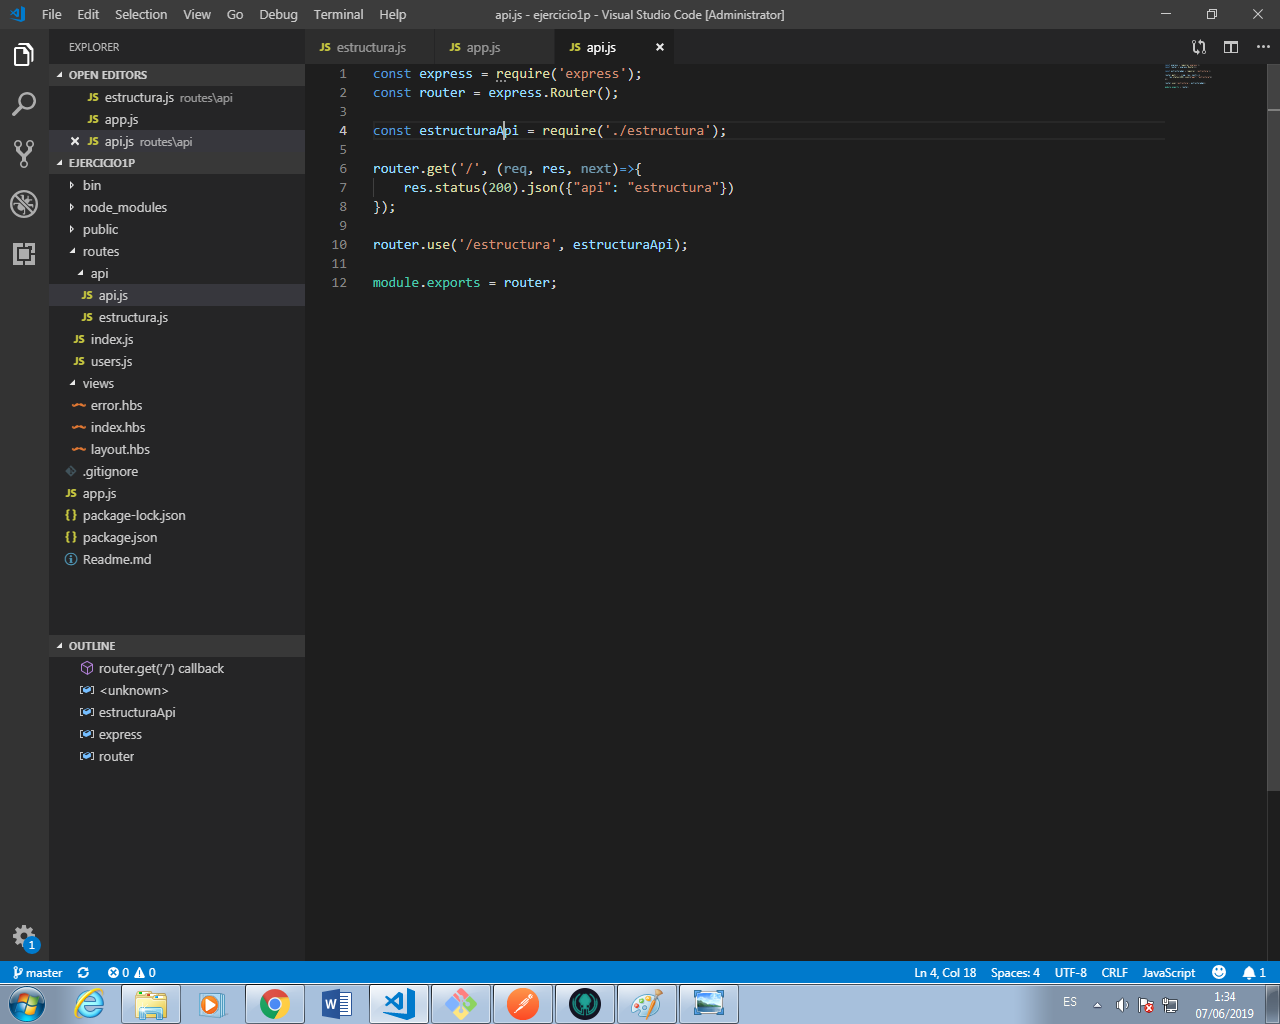 File Edit Selection View Go Debug Terminal Help api.js - ejercicio1p - Visual Studio Code [Administrator]
EXPLORER
OPEN EDITORS
JS estructura.js routes\api
JS app.js
JS api.js routes\api
EJERCICIO1P
bin
node_modules
public
routes
api
JS api.js
JS estructura.js
JS index.js
JS users.js
views
error.hbs
index.hbs
layout.hbs
.gitignore
JS app.js
{} package-lock.json
{} package.json
Readme.md
OUTLINE
router.get('/') callback
<unknown>
estructuraApi
express
router
JS estructura.js JS app.js JS api.js
1 const express = require('express');
2 const router = express.Router();
3
4 const estructuraApi = require('./estructura');
5
6 router.get('/', (req, res, next)=>{
7 res.status(200).json({"api": "estructura"})
8 });
9
10 router.use('/estructura', estructuraApi);
11
12 module.exports = router;
1
master 0 0 Ln 4, Col 18 Spaces: 4 UTF-8 CRLF JavaScript 1
ES 1:34
07/06/2019